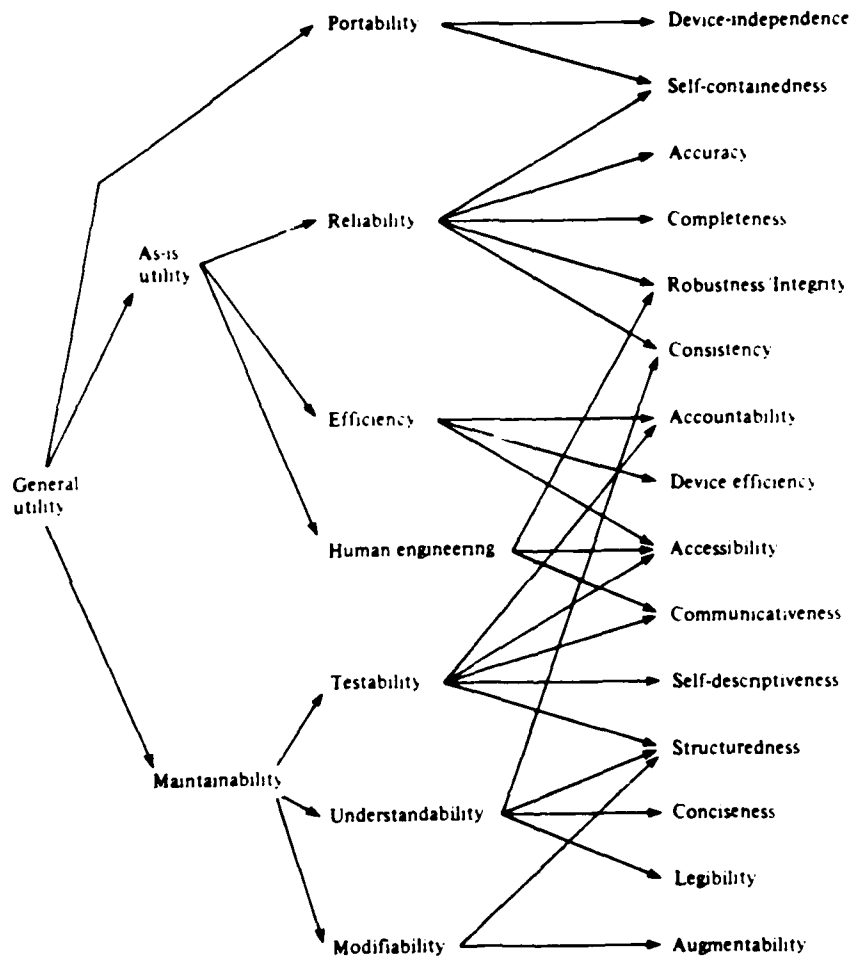 Portability
Device-independence
Self-containedness
Accuracy
Reliability
Completeness
As-is
utility
Robustness/Integrity
Consistency
Efficiency
Accountability
Device efficiency
General
utility
Human engineering
Accessibility
Communicativeness
Testability
Self-descriptiveness
Structuredness
Maintainability
Understandability
Conciseness
Legibility
Modifiability
Augmentability